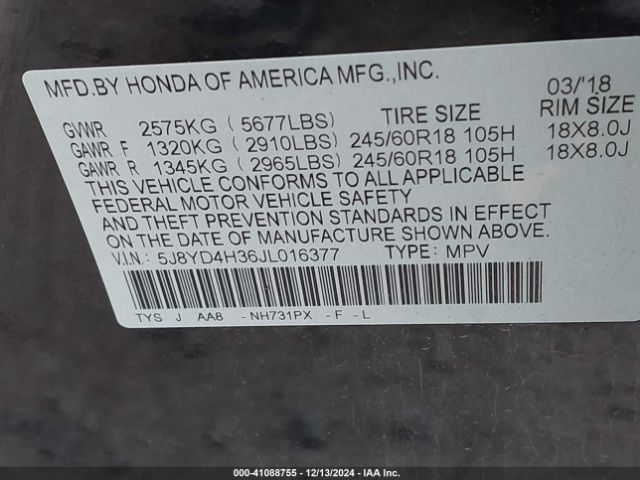 MFD.BY HONDA OF AMERICA MFG.,INC. 03/'18
GVWR 2575KG ( 5677LBS) TIRE SIZE RIM SIZE
GAWR F 1320KG ( 2910LBS) 245/60R18 105H 18X8.0J
GAWR R 1345KG ( 2965LBS) 245/60R18 105H 18X8.0J
THIS VEHICLE CONFORMS TO ALL APPLICABLE
FEDERAL MOTOR VEHICLE SAFETY
AND THEFT PREVENTION STANDARDS IN EFFECT
ON THE DATE OF MANUFACTURE SHOWN ABOVE.
V.I.N.: 5J8YD4H36JL016377 TYPE: MPV
TYS J AA8 -NH731PX -F-L
000-41088755 - 12/13/2024 - IAA Inc.